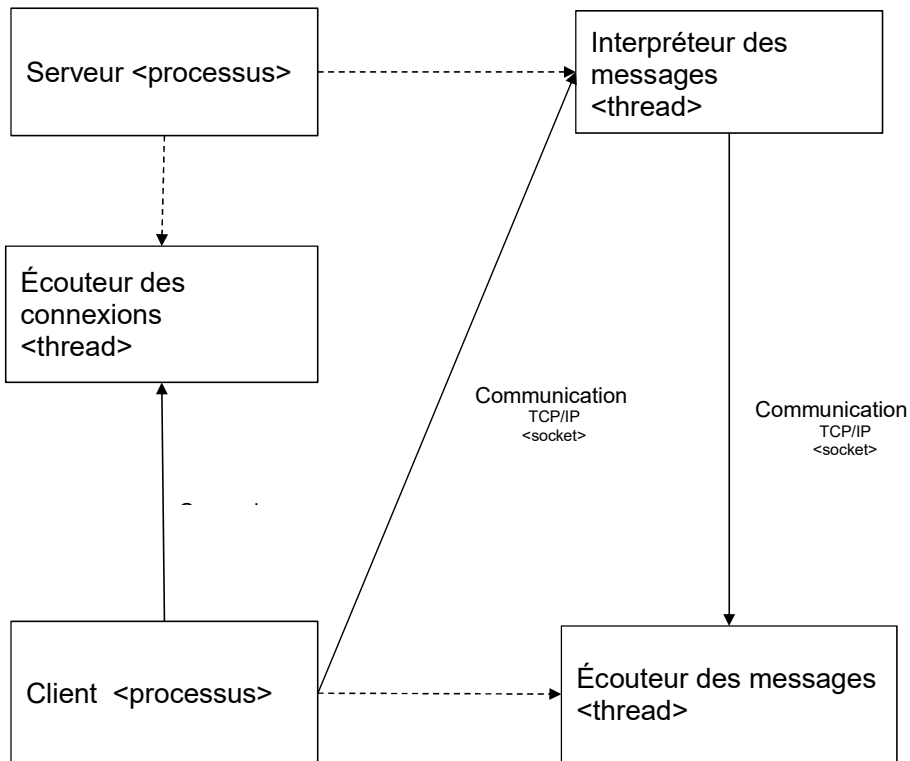 Serveur <processus>
Interpréteur des
messages
<thread>
Écouteur des
connexions
<thread>
Communication
TCP/IP
<socket>
Communication
TCP/IP
<socket>
Client <processus>
Écouteur des messages
<thread>